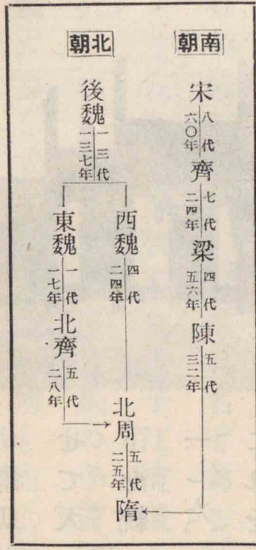 南朝
宋
八代
六〇年
齊
七代
二四年
梁
四代
五六年
陳
五代
三二年
北朝
後魏
一三代
一三七年
西魏
四代
二四年
東魏
一代
一七年
北齊
五代
二八年
北周
五代
二五年
隋